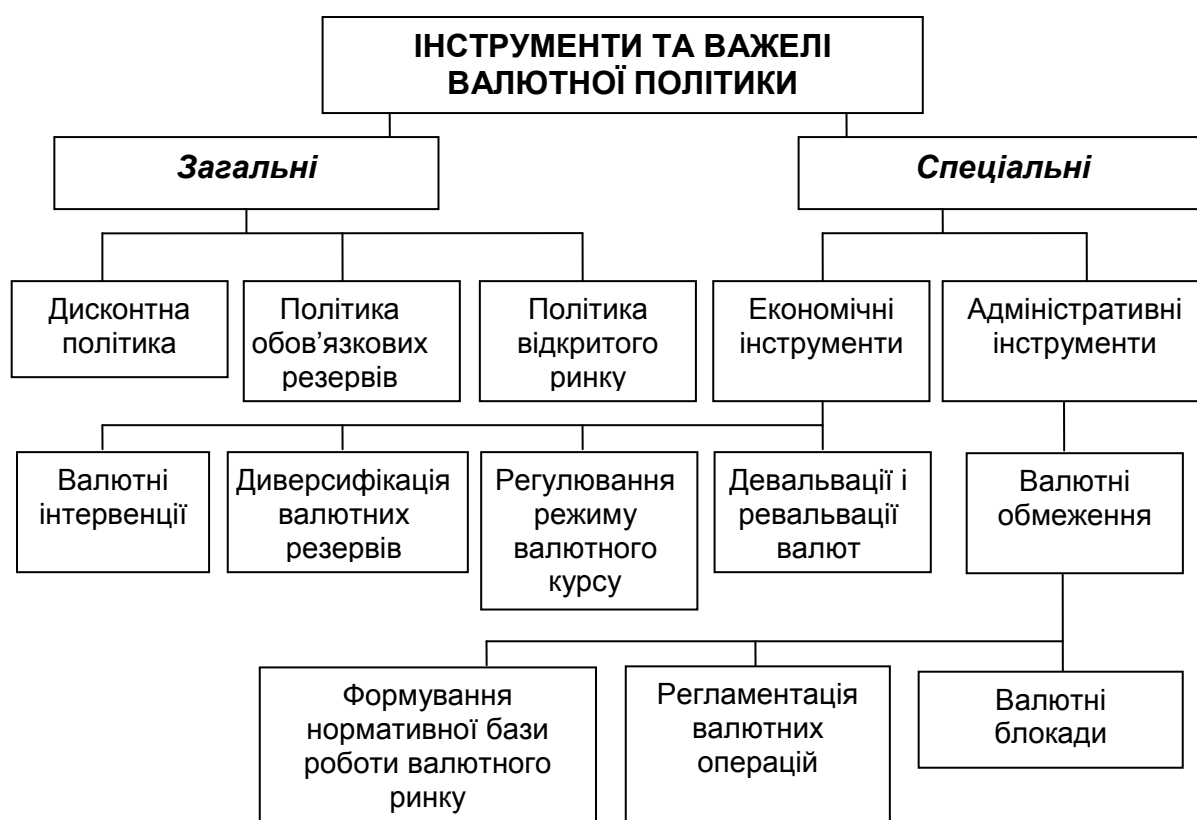 ІНСТРУМЕНТИ ТА ВАЖЕЛІ
ВАЛЮТНОЇ ПОЛІТИКИ
Загальні
Спеціальні
Дисконтна
політика
Політика
обов’язкових
резервів
Політика
відкритого
ринку
Економічні
інструменти
Адміністративні
інструменти
Валютні
інтервенції
Диверсифікація
валютних
резервів
Регулювання
режиму
валютного
курсу
Девальвації і
ревальвації
валют
Валютні
обмеження
Формування
нормативної бази
роботи валютного
ринку
Регламентація
валютних
операцій
Валютні
блокади